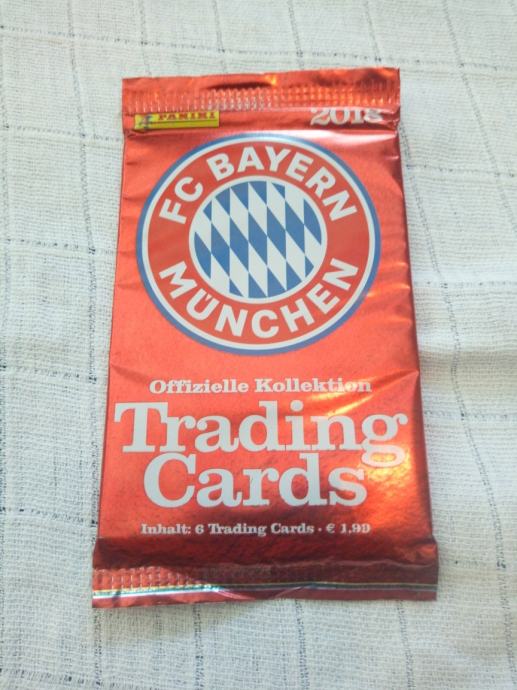 PANINI
2018
FC BAYERN
MÜNCHEN
Offizielle Kollektion
Trading
Cards
Inhalt: 6 Trading Cards · € 1,99